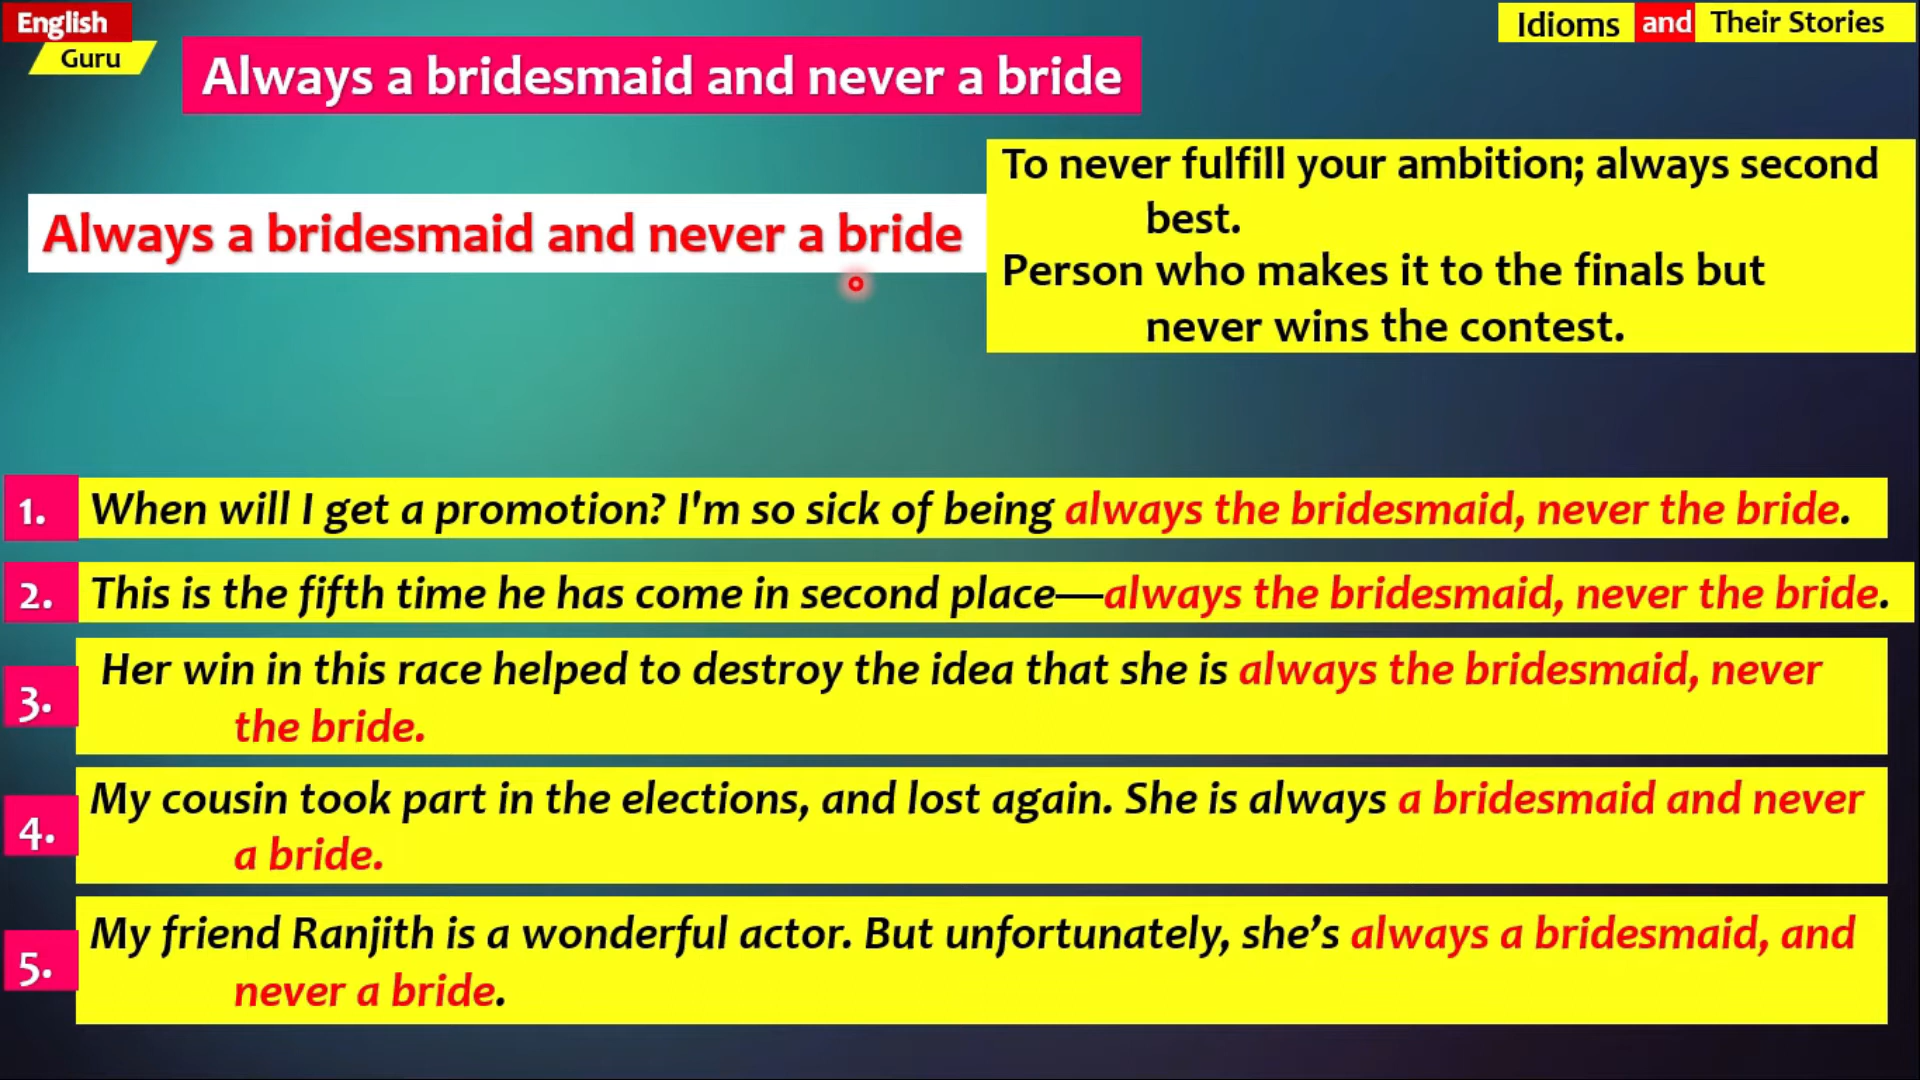 English
Guru
Idioms and Their Stories
Always a bridesmaid and never a bride
Always a bridesmaid and never a bride
To never fulfill your ambition; always second
best.
Person who makes it to the finals but
never wins the contest.
1. When will I get a promotion? I'm so sick of being always the bridesmaid, never the bride.
2. This is the fifth time he has come in second place—always the bridesmaid, never the bride.
3. Her win in this race helped to destroy the idea that she is always the bridesmaid, never
the bride.
4. My cousin took part in the elections, and lost again. She is always a bridesmaid and never
a bride.
5. My friend Ranjith is a wonderful actor. But unfortunately, she’s always a bridesmaid, and
never a bride.